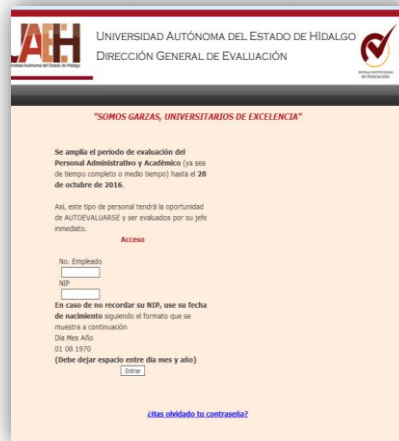 UNIVERSIDAD AUTÓNOMA DEL ESTADO DE HIDALGO
DIRECCIÓN GENERAL DE EVALUACIÓN
"SOMOS GARZAS, UNIVERSITARIOS DE EXCELENCIA"
Se amplía el periodo de evaluación del
Personal Administrativo y Académico (ya sea
de tiempo completo o medio tiempo) hasta el 28
de octubre de 2016.
Así, este tipo de personal tendrá la oportunidad
de AUTOEVALUARSE y ser evaluados por su jefe
inmediato.
Acceso
No. Empleado
NIP
En caso de no recordar su NIP, use su fecha
de nacimiento siguiendo el formato que se
muestra a continuación
Día Mes Año
01 08 1970
(Debe dejar espacio entre día mes y año)
Entrar
¿Has olvidado tu contraseña?